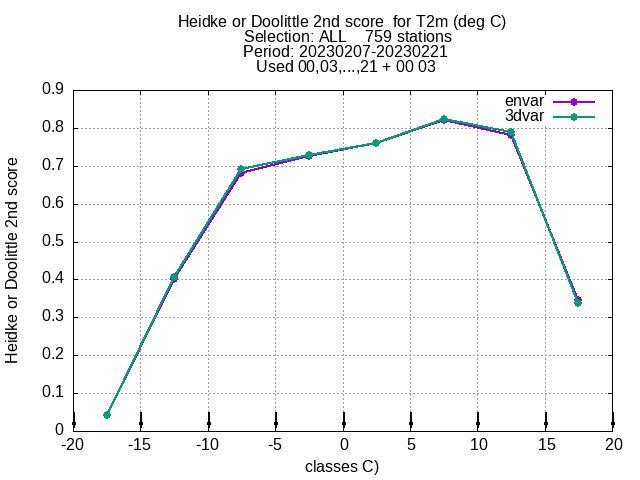 Heidke or Doolittle 2nd score  for T2m (deg C)
Selection: ALL    759 stations
Period: 20230207-20230221
Used 00,03,...,21 + 00 03
envar
3dvar
0.9
0.8
0.7
0.6
0.5
0.4
0.3
0.2
0.1
0
Heidke or Doolittle 2nd score
-20 -15 -10 -5 0 5 10 15 20
classes C)